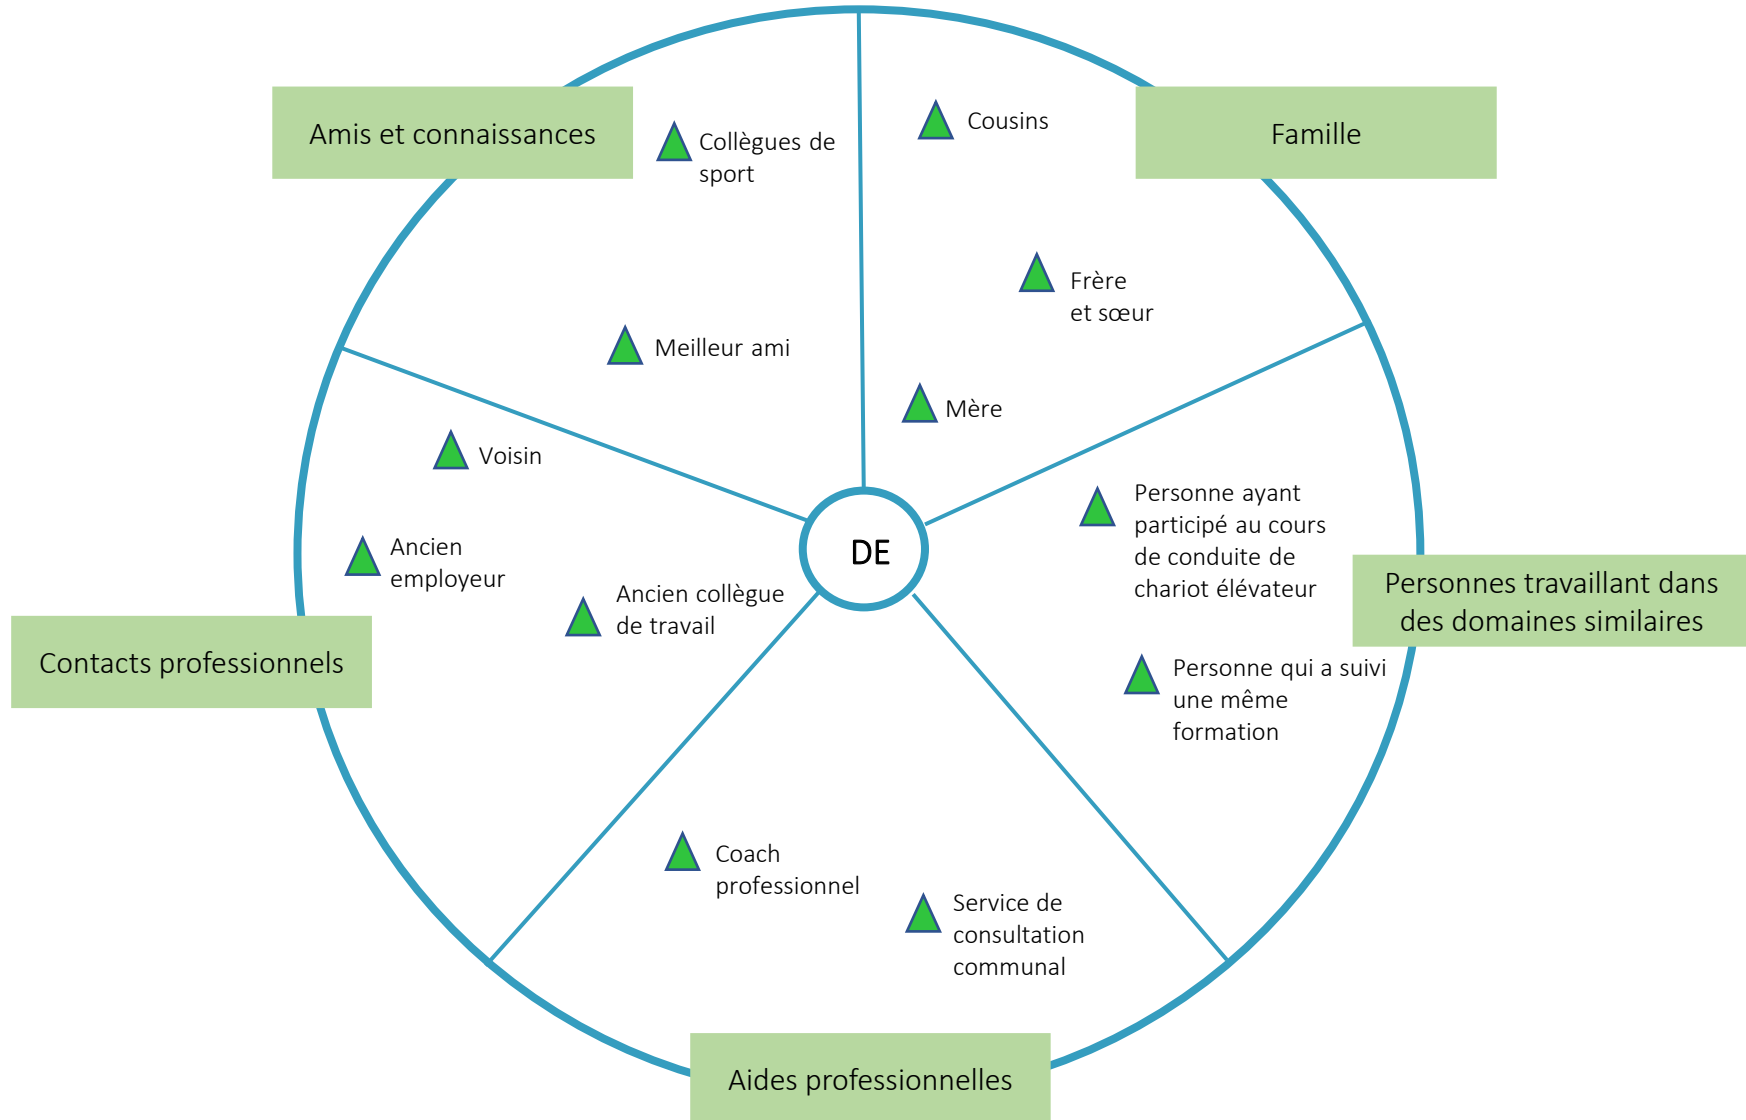 Amis et connaissances
Collègues de
sport
Meilleur ami
Cousins
Famille
Frère
et sœur
Mère
Voisin
Ancien
employeur
Ancien collègue
de travail
Contacts professionnels
DE
Personne ayant
participé au cours
de conduite de
chariot élévateur
Personnes travaillant dans
des domaines similaires
Personne qui a suivi
une même
formation
Coach
professionnel
Service de
consultation
communal
Aides professionnelles